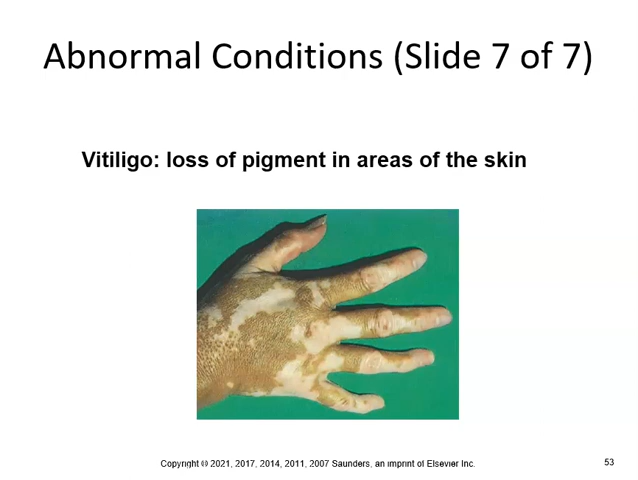 Abnormal Conditions (Slide 7 of 7)
Vitiligo: loss of pigment in areas of the skin
Copyright © 2021, 2017, 2014, 2011, 2007 Saunders, an imprint of Elsevier Inc.
53